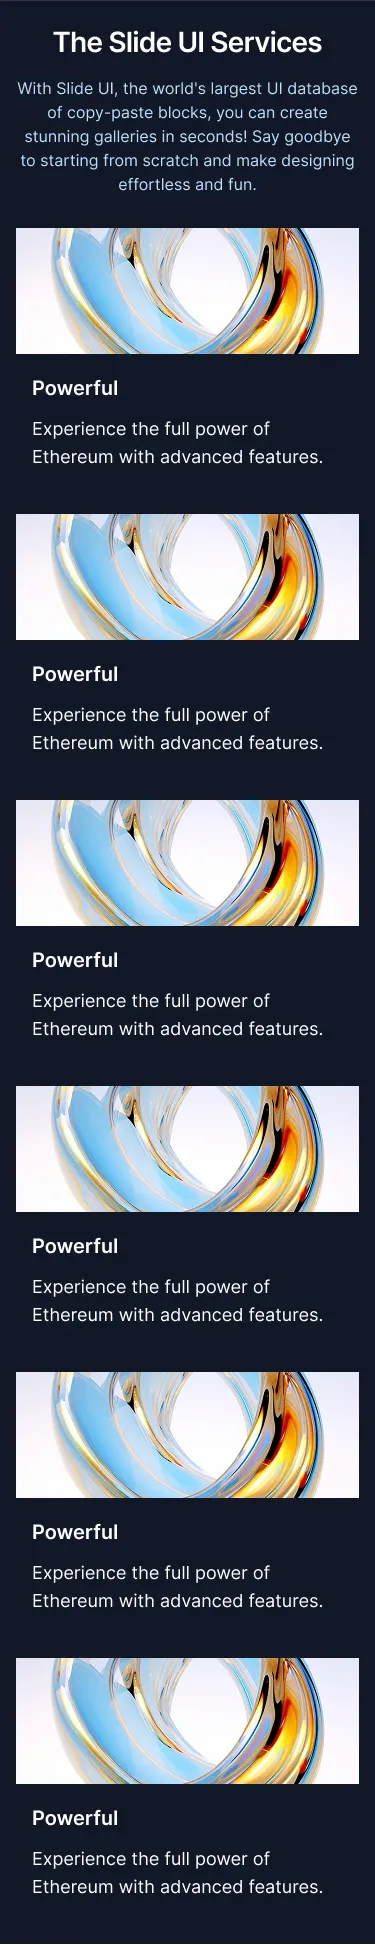 The Slide UI Services
With Slide UI, the world's largest UI database
of copy-paste blocks, you can create
stunning galleries in seconds! Say goodbye
to starting from scratch and make designing
effortless and fun.
Powerful
Experience the full power of
Ethereum with advanced features.
Powerful
Experience the full power of
Ethereum with advanced features.
Powerful
Experience the full power of
Ethereum with advanced features.
Powerful
Experience the full power of
Ethereum with advanced features.
Powerful
Experience the full power of
Ethereum with advanced features.
Powerful
Experience the full power of
Ethereum with advanced features.